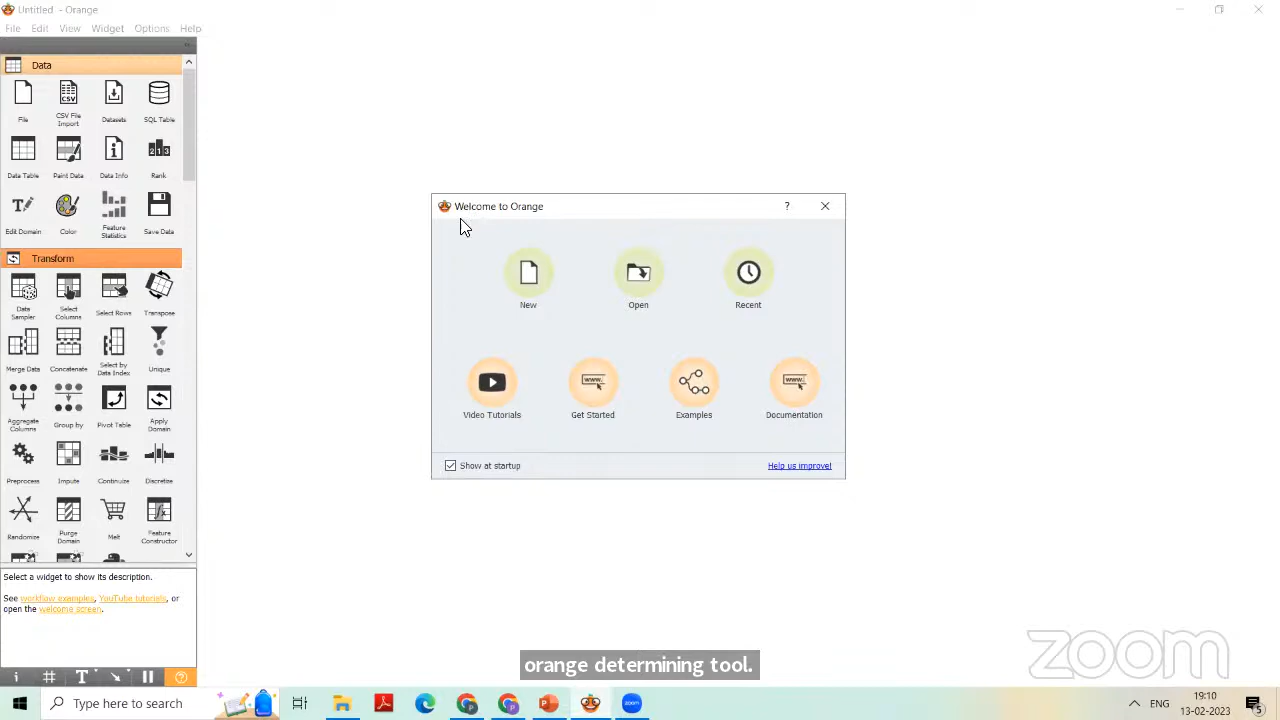 Untitled - Orange
File Edit View Widget Options Help
Data
File
CSV File Import
Datasets
SQL Table
Data Table
Paint Data
Data Info
Rank
Edit Domain
Color
Feature Statistics
Save Data
Transform
Data Sampler
Select Columns
Select Rows
Transpose
Merge Data
Concatenate
Select by Data Index
Unique
Aggregate Columns
Group by
Pivot Table
Apply Domain
Preprocess
Impute
Continuize
Discretize
Randomize
Purge Domain
Melt
Feature Constructor
Select a widget to show its description.
See workflow examples, YouTube tutorials, or
open the welcome screen.
Welcome to Orange
New
Open
Recent
Video Tutorials
Get Started
Examples
Documentation
Show at startup
Help us improve!
orange determining tool.
zoom
Type here to search
zoom
ENG
19:10
13-02-2023
5